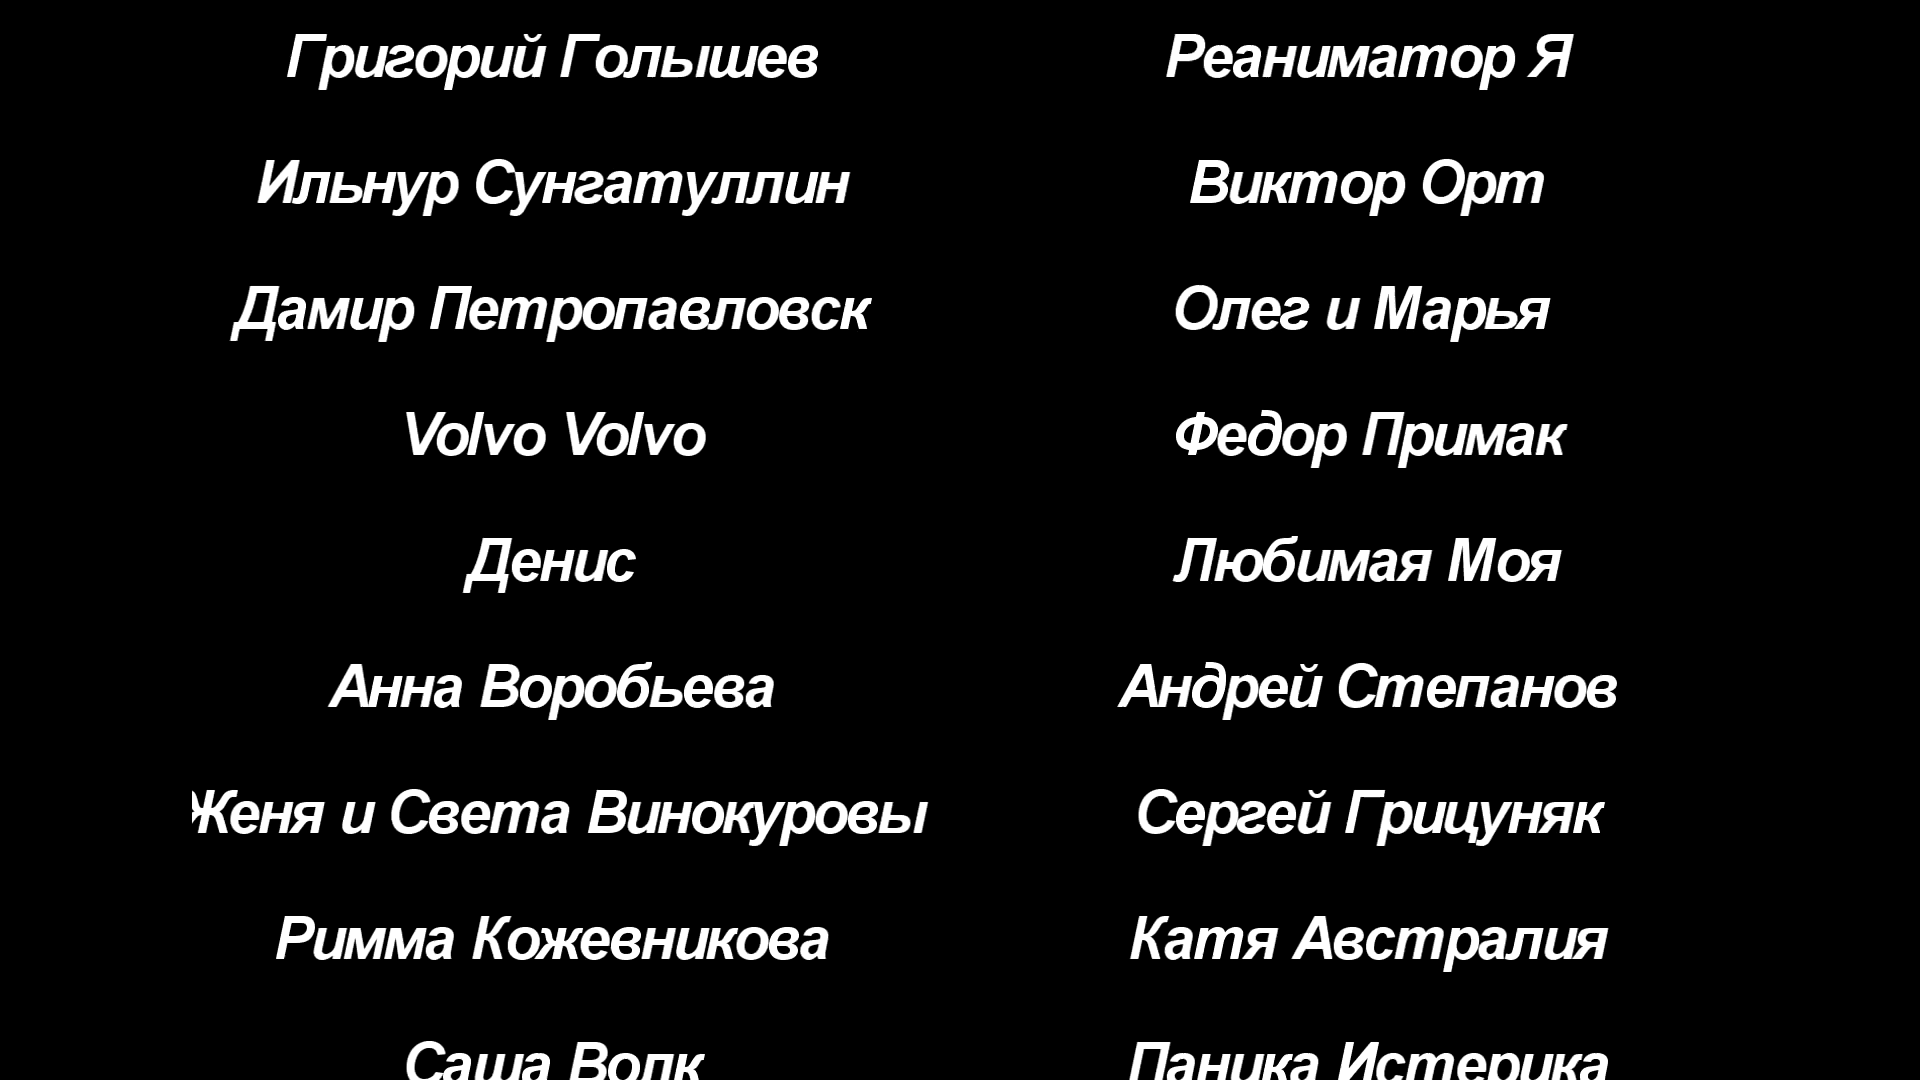 Григорий Голышев
Реаниматор Я
Ильнур Сунгатуллин
Виктор Орт
Дамир Петропавловск
Олег и Марья
Volvo Volvo
Федор Примак
Денис
Любимая Моя
Анна Воробьева
Андрей Степанов
Женя и Света Винокуровы
Сергей Грицуняк
Римма Кожевникова
Катя Австралия
Саша Волк
Паника Истерика